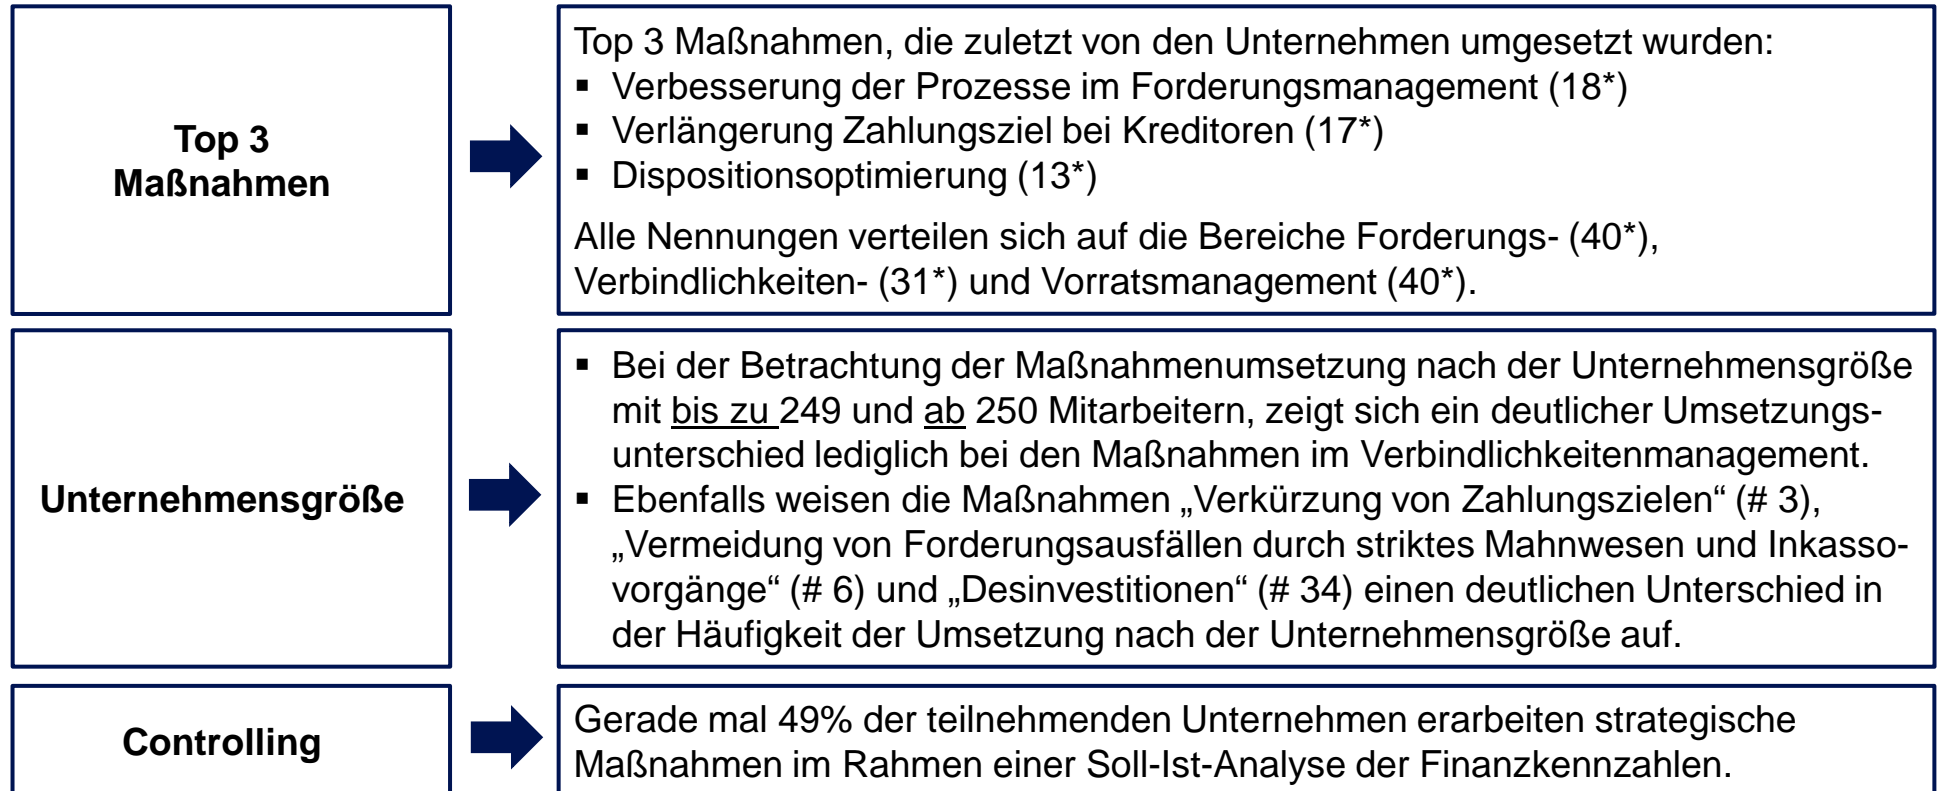 Top 3
Maßnahmen
Top 3 Maßnahmen, die zuletzt von den Unternehmen umgesetzt wurden:
▪ Verbesserung der Prozesse im Forderungsmanagement (18*)
▪ Verlängerung Zahlungsziel bei Kreditoren (17*)
▪ Dispositionsoptimierung (13*)
Alle Nennungen verteilen sich auf die Bereiche Forderungs- (40*),
Verbindlichkeiten- (31*) und Vorratsmanagement (40*).
Unternehmensgröße
▪ Bei der Betrachtung der Maßnahmenumsetzung nach der Unternehmensgröße
mit bis zu 249 und ab 250 Mitarbeitern, zeigt sich ein deutlicher Umsetzungs-
unterschied lediglich bei den Maßnahmen im Verbindlichkeitenmanagement.
▪ Ebenfalls weisen die Maßnahmen „Verkürzung von Zahlungszielen“ (# 3),
„Vermeidung von Forderungsausfällen durch striktes Mahnwesen und Inkasso-
vorgänge“ (# 6) und „Desinvestitionen“ (# 34) einen deutlichen Unterschied in
der Häufigkeit der Umsetzung nach der Unternehmensgröße auf.
Controlling
Gerade mal 49% der teilnehmenden Unternehmen erarbeiten strategische
Maßnahmen im Rahmen einer Soll-Ist-Analyse der Finanzkennzahlen.